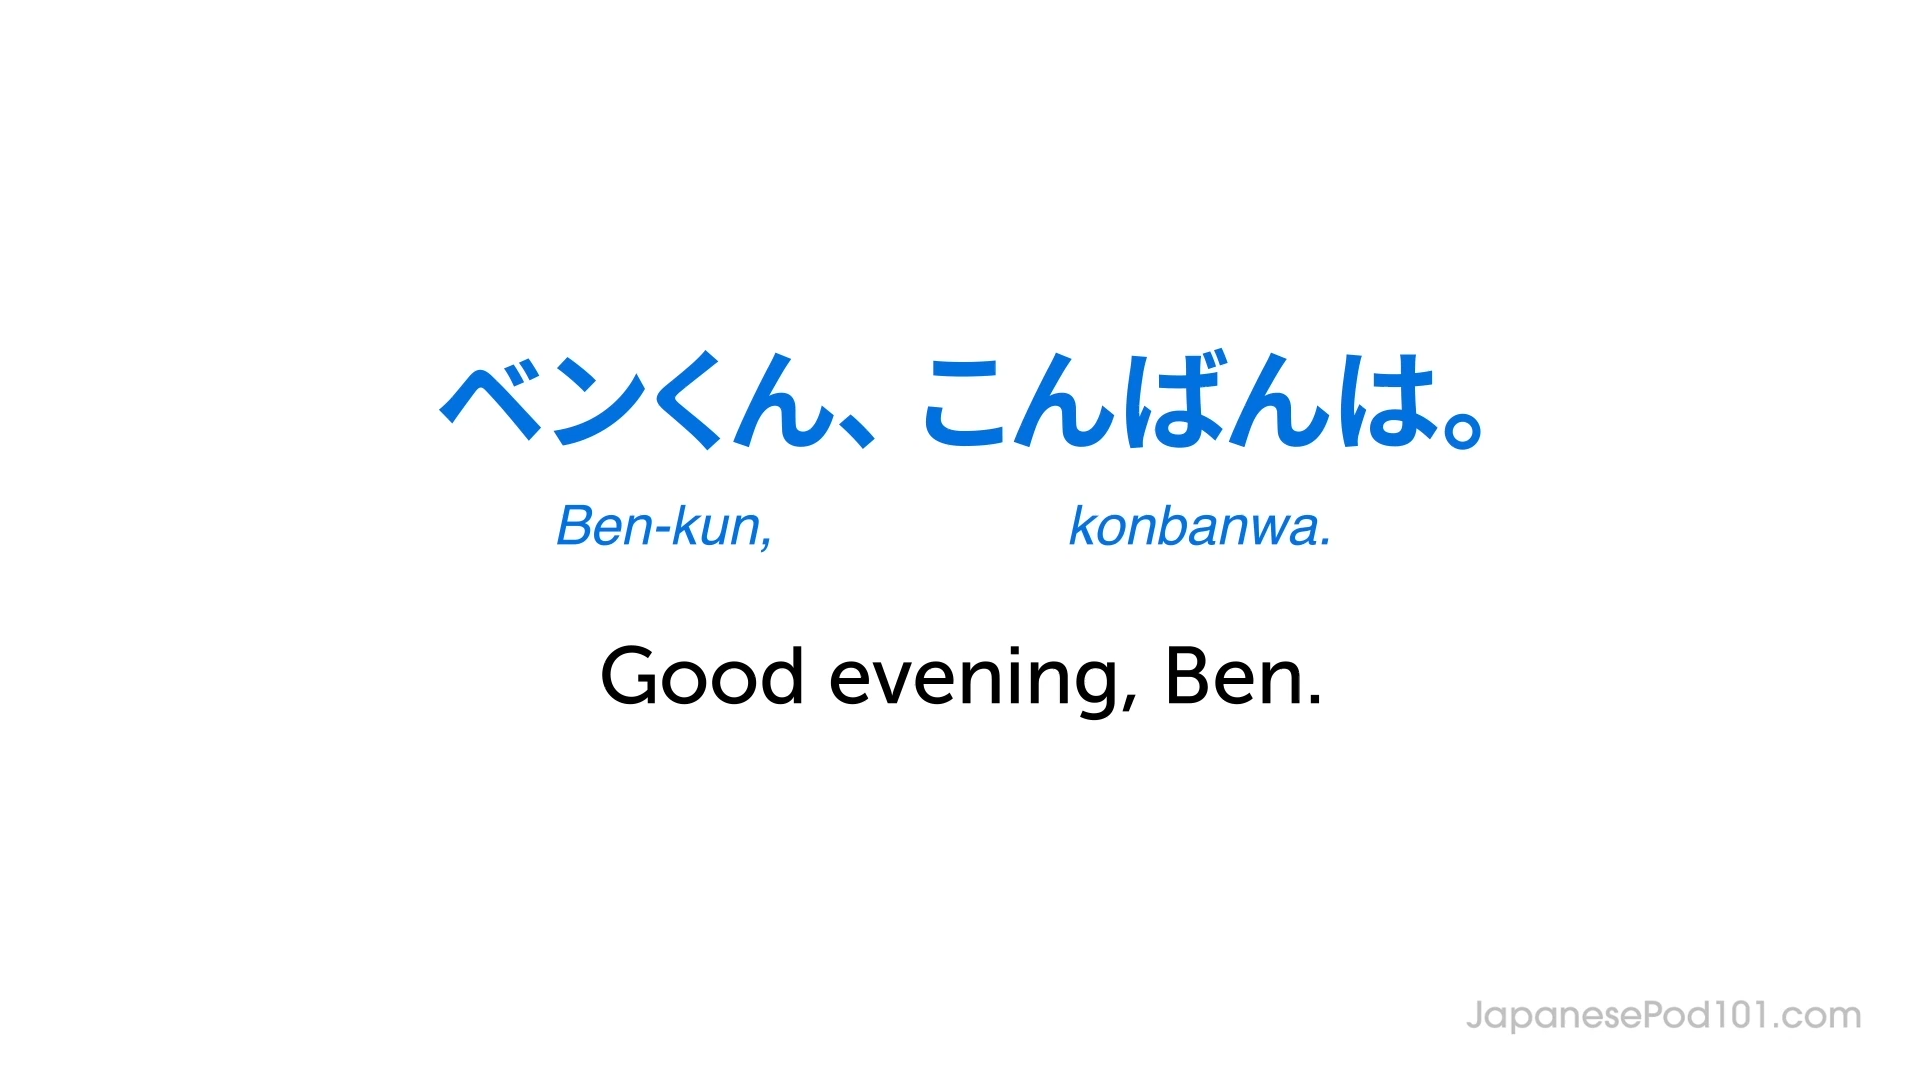 ベンくん、こんばんは。
Ben-kun, konbanwa.
Good evening, Ben.
JapanesePod101.com